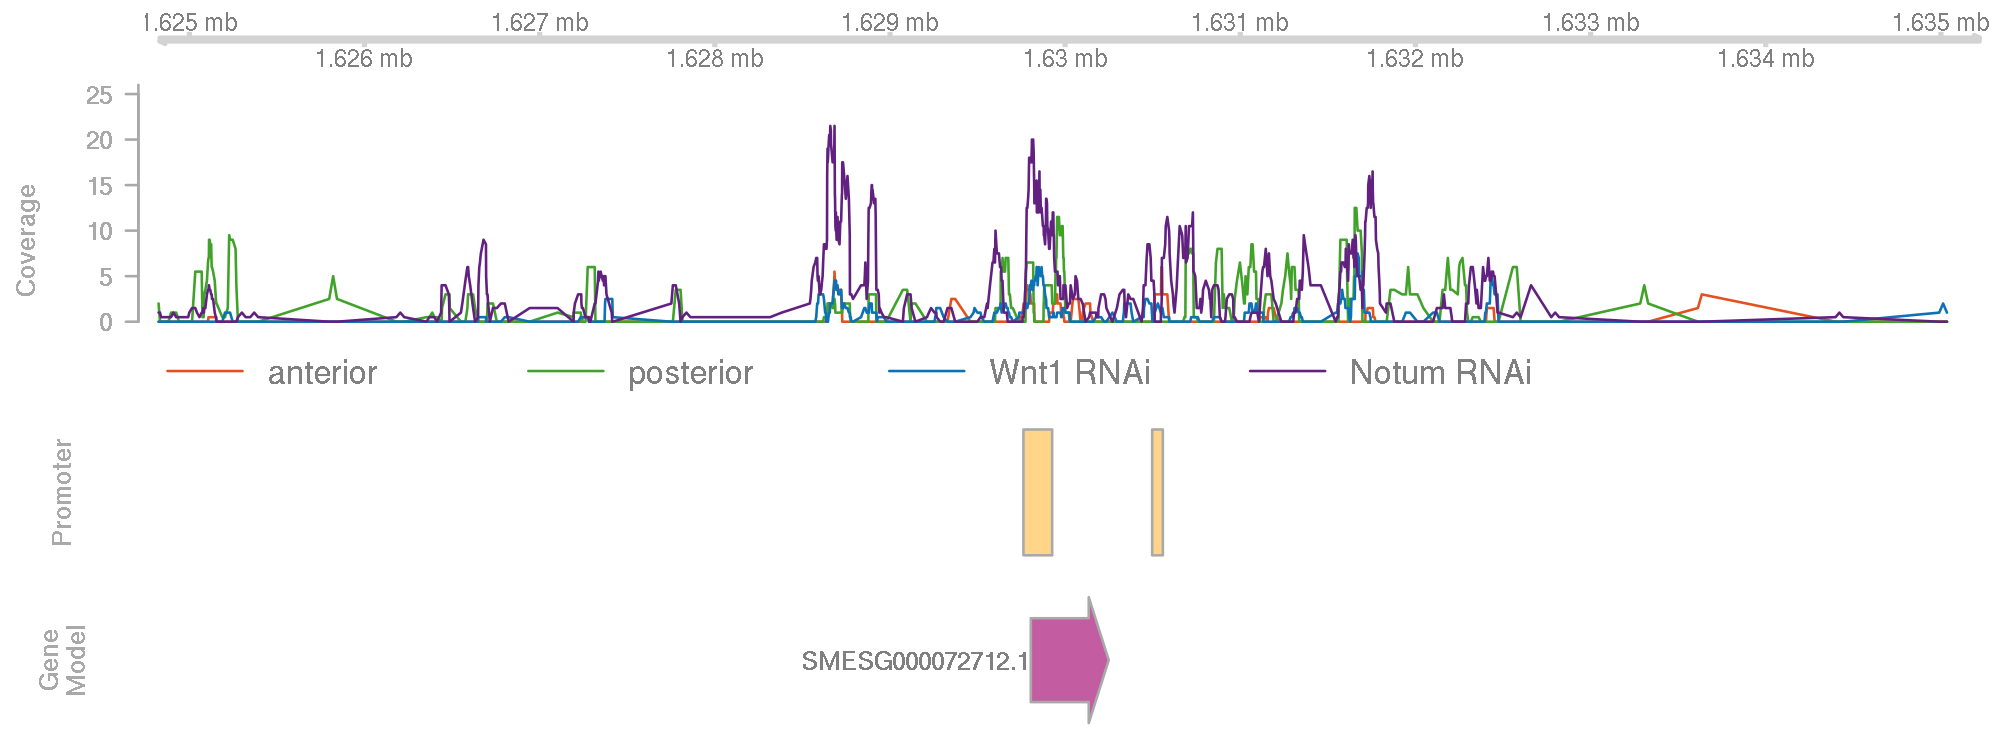 1.625 mb 1.627 mb 1.629 mb 1.631 mb 1.633 mb 1.635 mb
1.626 mb 1.628 mb 1.63 mb 1.632 mb 1.634 mb
Coverage
25
20
15
10
5
0
anterior posterior Wnt1 RNAi Notum RNAi
Promoter
Gene
Model
SMESG000072712.1